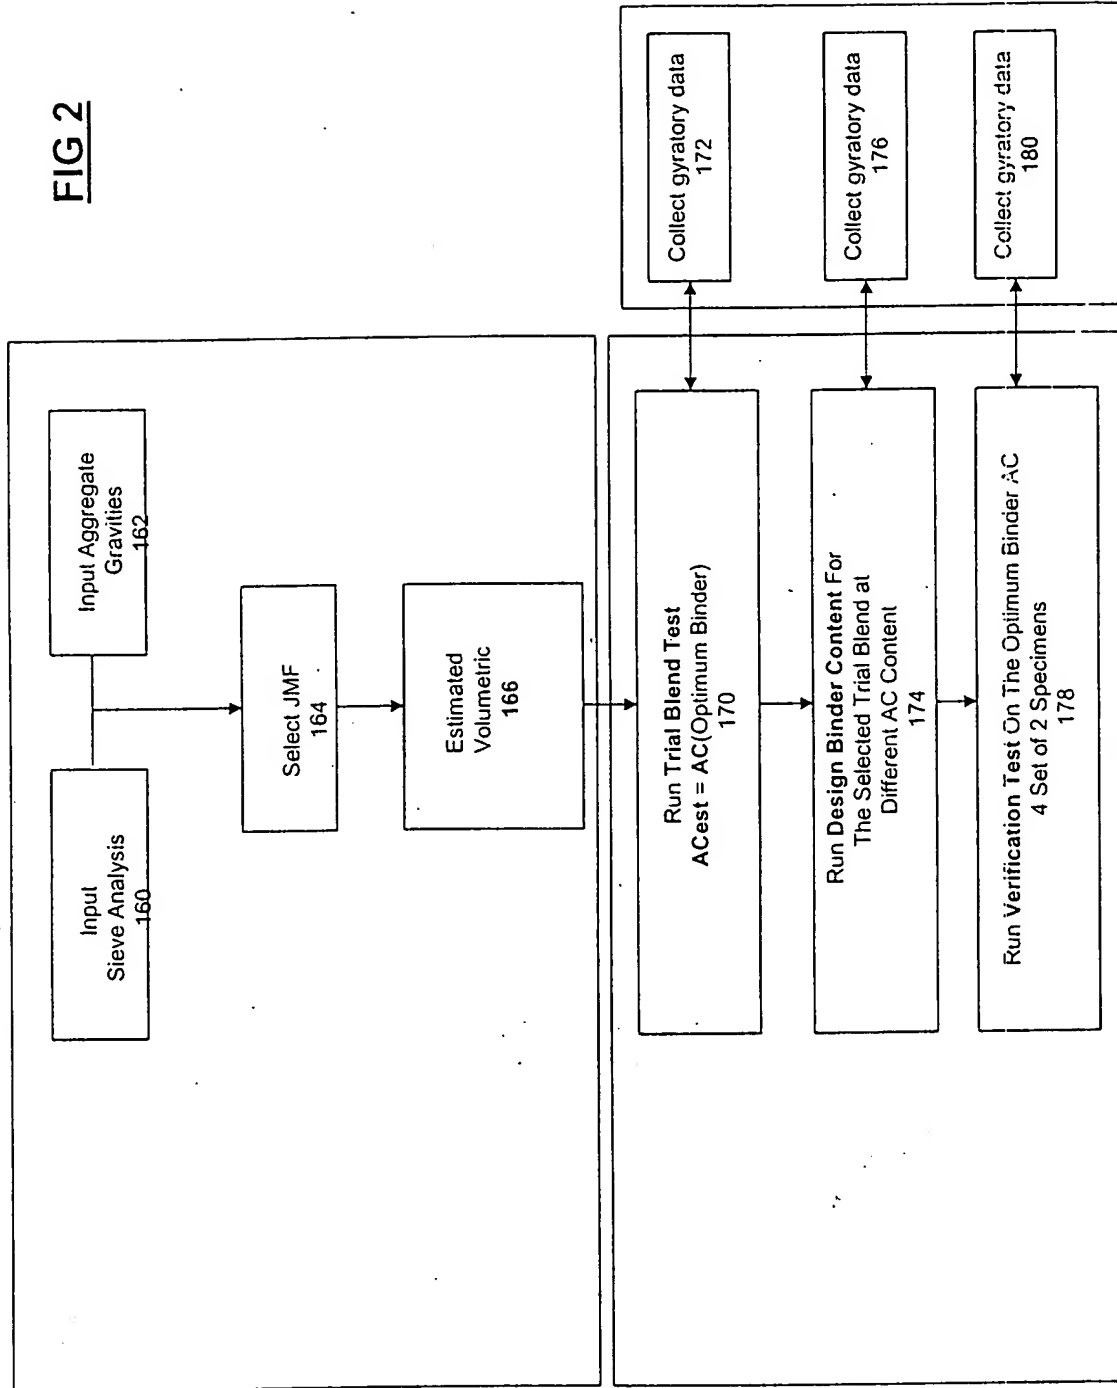 FIG 2
Input
Sieve Analysis
160
Input Aggregate
Gravities
162
Select JMF
164
Estimated
Volumetric
166
Run Trial Blend Test
ACest = AC(Optimum Binder)
170
Collect gyratory data
172
Run Design Binder Content For
The Selected Trial Blend at
Different AC Content
174
Collect gyratory data
176
Run Verification Test On The Optimum Binder AC
4 Set of 2 Specimens
178
Collect gyratory data
180